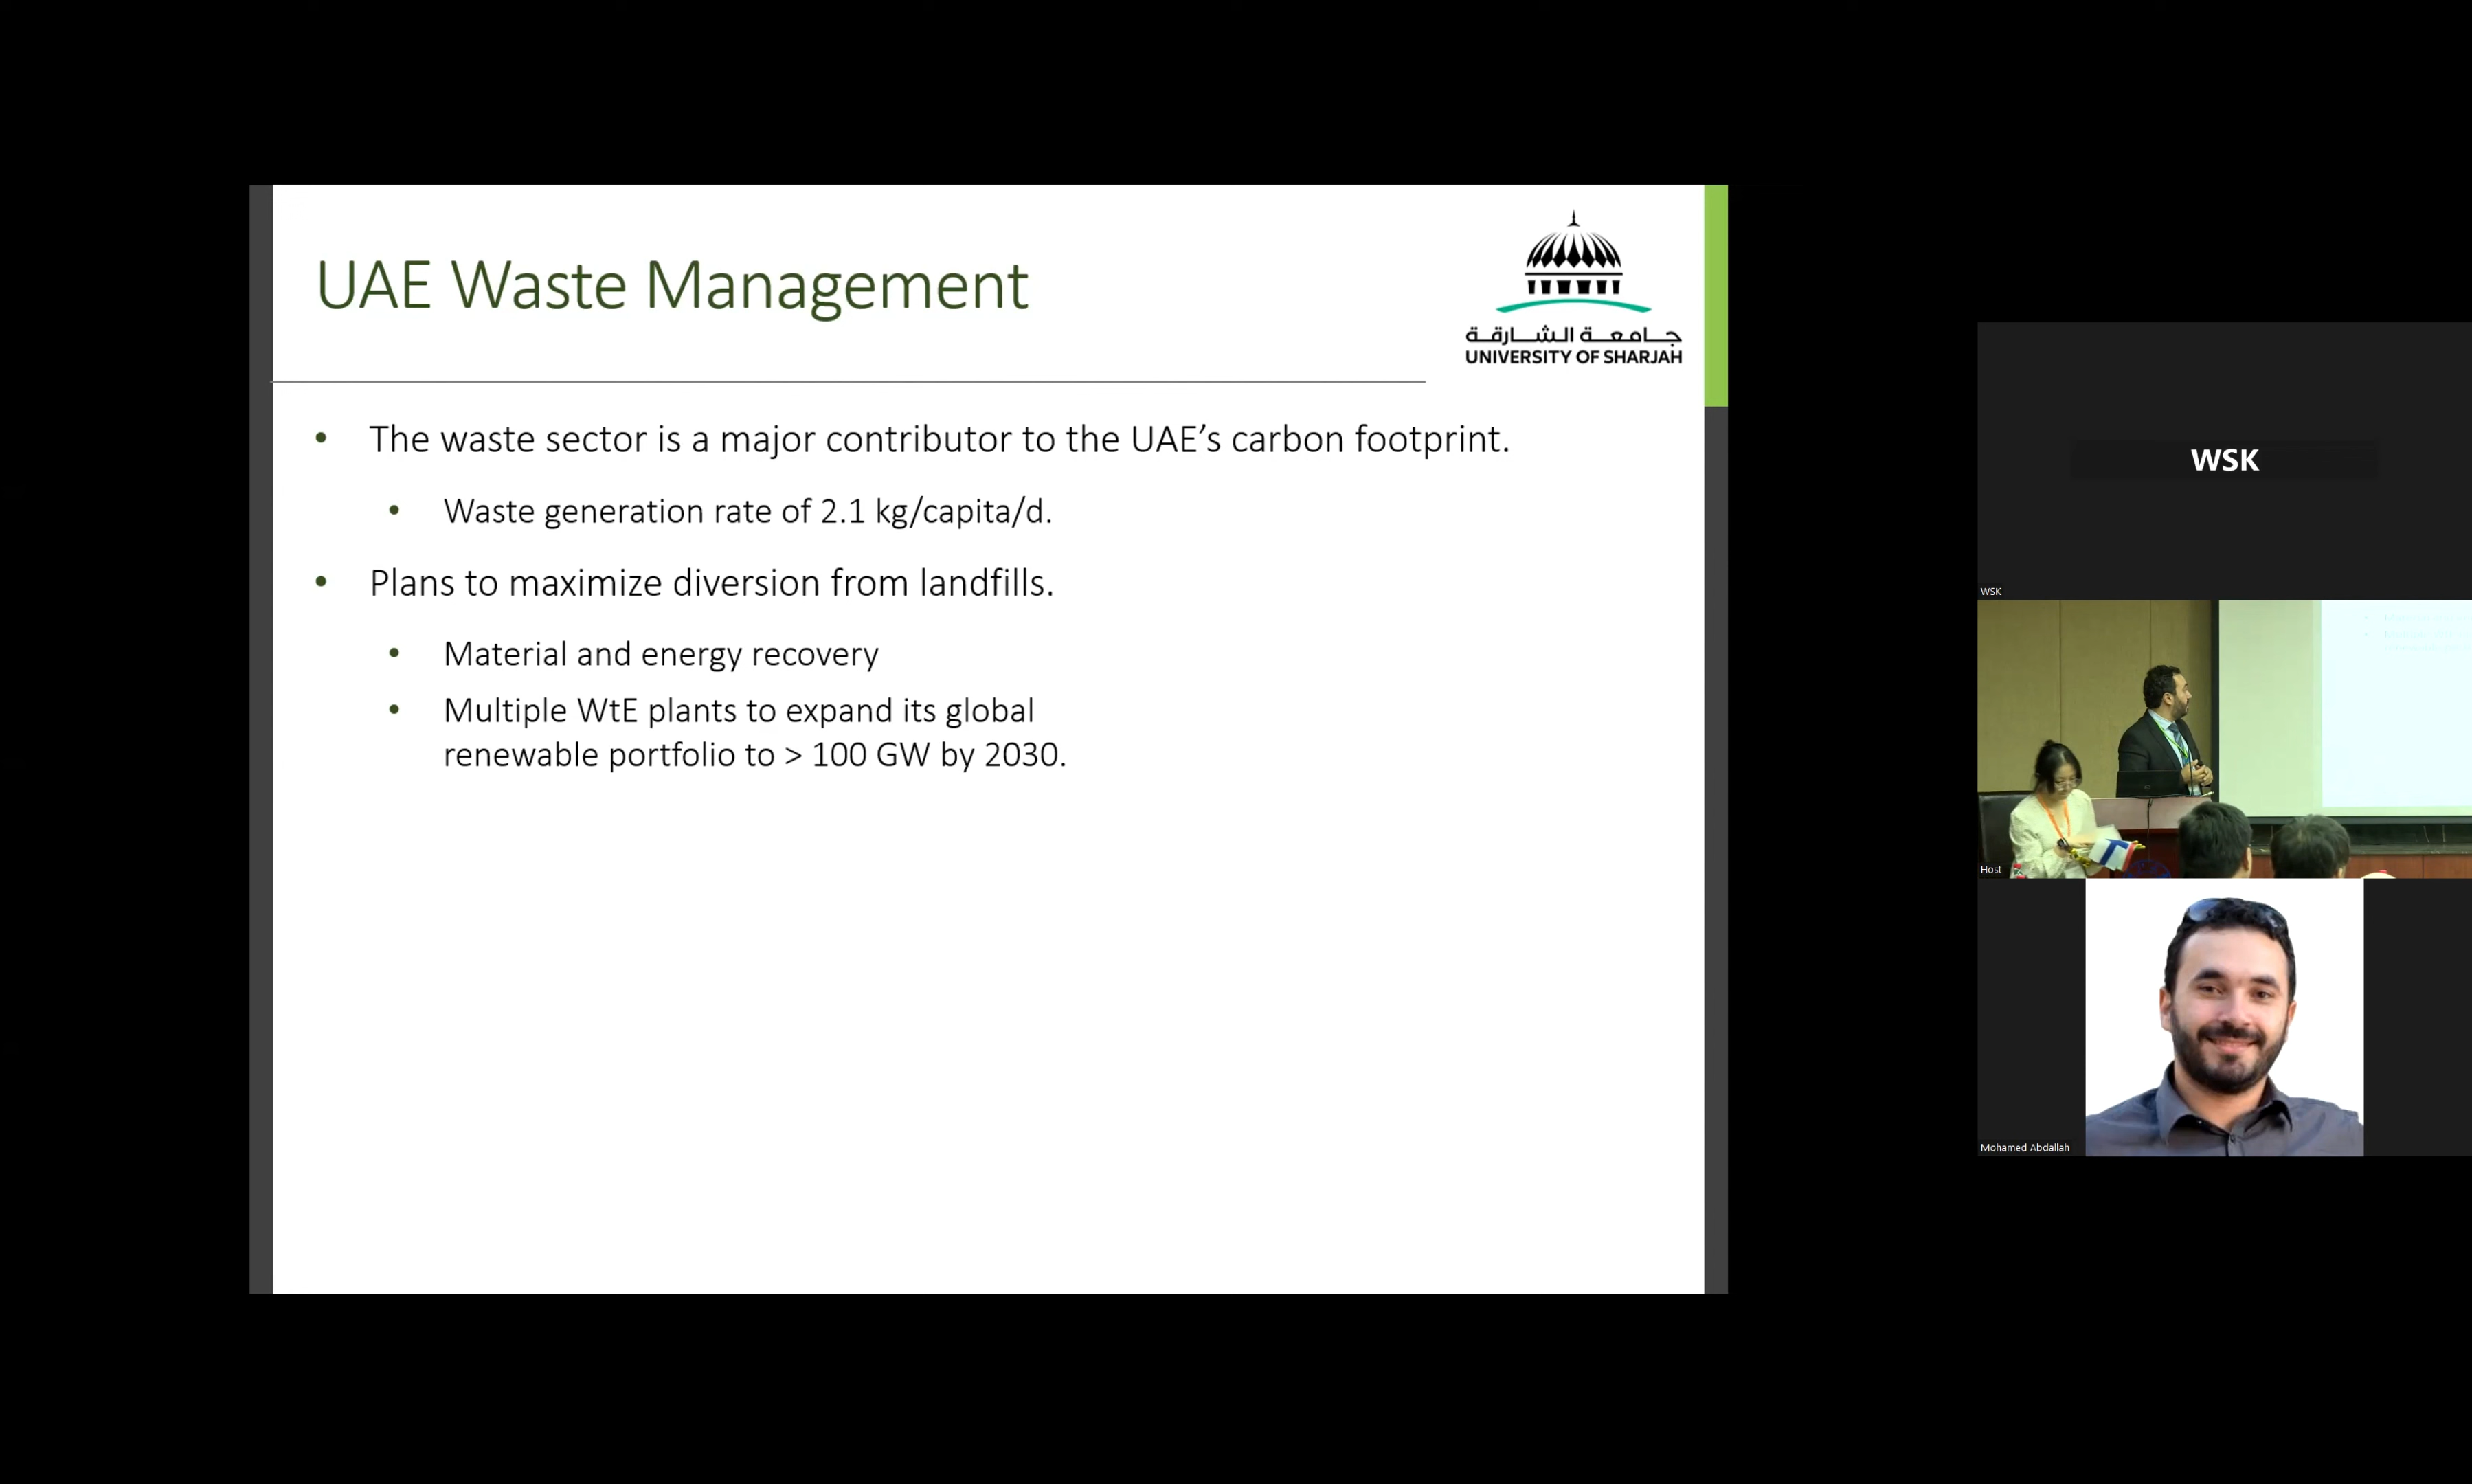 UAE Waste Management
جامعة الشارقة
UNIVERSITY OF SHARJAH
• The waste sector is a major contributor to the UAE’s carbon footprint.
• Waste generation rate of 2.1 kg/capita/d.
• Plans to maximize diversion from landfills.
• Material and energy recovery
• Multiple WtE plants to expand its global
renewable portfolio to > 100 GW by 2030.
WSK
WSK
Host
Mohamed Abdallah